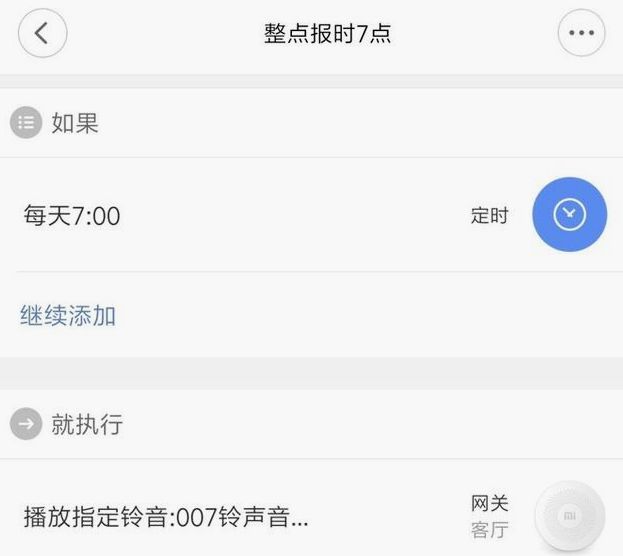 整点报时7点
如果
每天7:00
定时
继续添加
就执行
播放指定铃音:007铃声音...
网关
客厅
mi